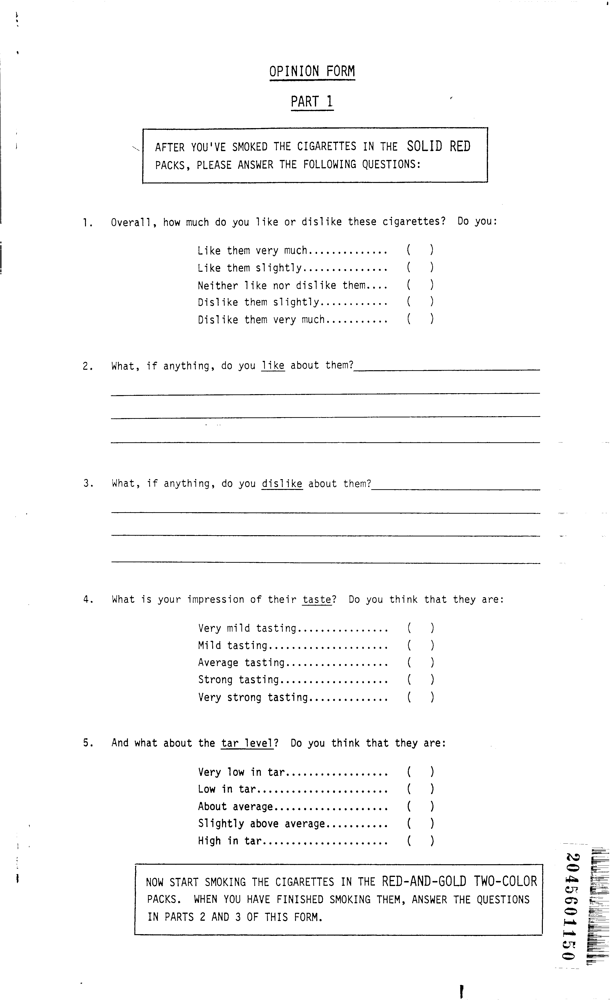 OPINION FORM
PART 1
AFTER YOU'VE SMOKED THE CIGARETTES IN THE SOLID RED
PACKS, PLEASE ANSWER THE FOLLOWING QUESTIONS:
1. Overall, how much do you like or dislike these cigarettes? Do you:
Like them very much.............. ( )
Like them slightly............... ( )
Neither like nor dislike them.... ( )
Dislike them slightly............ ( )
Dislike them very much........... ( )
2. What, if anything, do you like about them?
3. What, if anything, do you dislike about them?
4. What is your impression of their taste? Do you think that they are:
Very mild tasting................ ( )
Mild tasting..................... ( )
Average tasting.................. ( )
Strong tasting................... ( )
Very strong tasting.............. ( )
5. And what about the tar level? Do you think that they are:
Very low in tar.................. ( )
Low in tar....................... ( )
About average.................... ( )
Slightly above average........... ( )
High in tar...................... ( )
NOW START SMOKING THE CIGARETTES IN THE RED-AND-GOLD TWO-COLOR
PACKS. WHEN YOU HAVE FINISHED SMOKING THEM, ANSWER THE QUESTIONS
IN PARTS 2 AND 3 OF THIS FORM.
2045601150